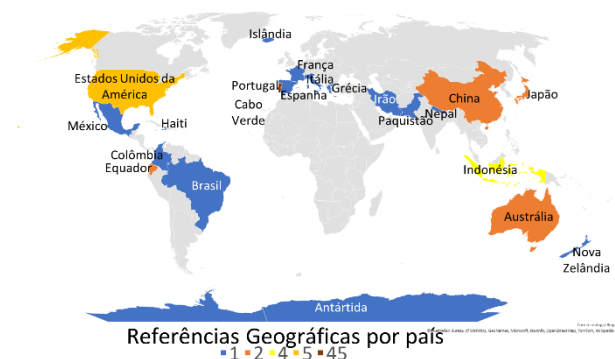 Islândia
França
Estados Unidos da
América
Portugal
Itália
Espanha
Grécia
Irão
China
Japão
Cabo
Verde
México
Haiti
Paquistão
Nepal
Colômbia
Equador
Indonésia
Brasil
Austrália
Nova
Zelândia
Antártida
Referências Geográficas por país
1 2 4 5 45